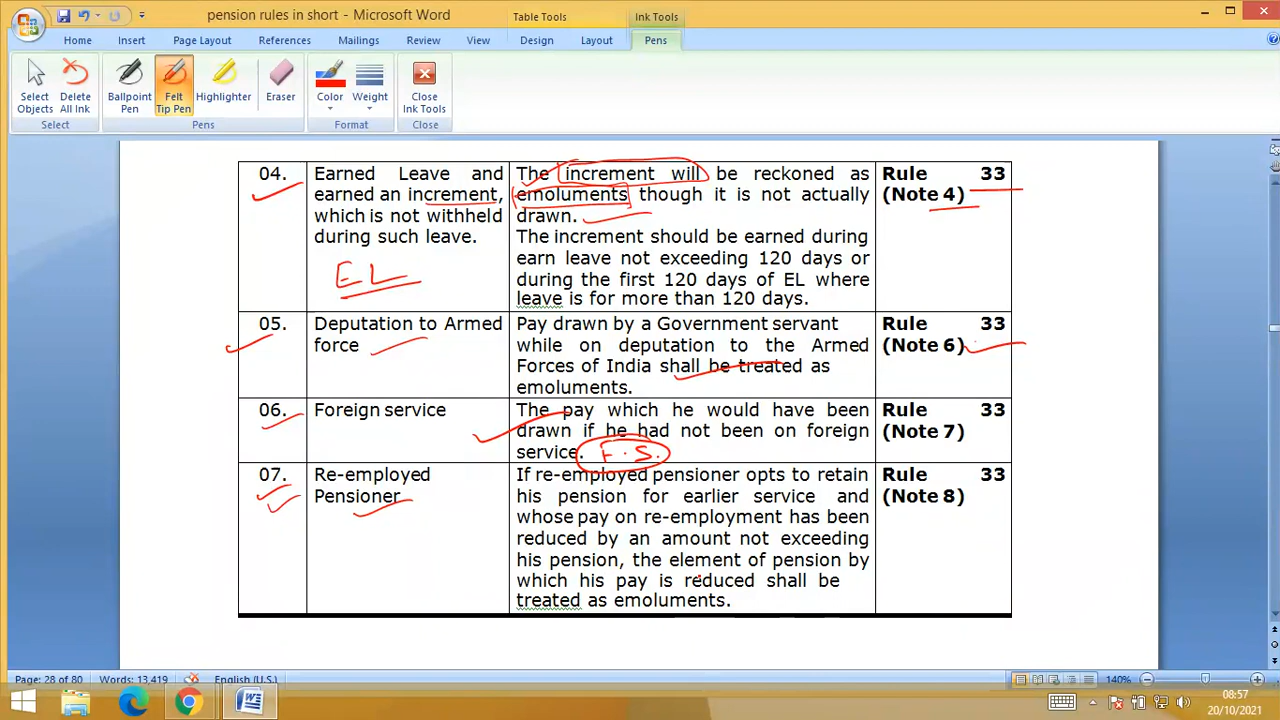 pension rules in short - Microsoft Word
Table Tools
Ink Tools
Home
Insert
Page Layout
References
Mailings
Review
View
Design
Layout
Pens
Select
Objects
Delete
All Ink
Ballpoint
Pen
Felt
Tip Pen
Highlighter
Eraser
Color
Weight
Close
Ink Tools
Select
Pens
Format
Close
04.
Earned Leave and
earned an increment,
which is not withheld
during such leave.
EL
The increment will be reckoned as
emoluments though it is not actually
drawn.
The increment should be earned during
earn leave not exceeding 120 days or
during the first 120 days of EL where
leave is for more than 120 days.
Rule 33
(Note 4)
05.
Deputation to Armed
force
Pay drawn by a Government servant
while on deputation to the Armed
Forces of India shall be treated as
emoluments.
Rule 33
(Note 6)
06.
Foreign service
The pay which he would have been
drawn if he had not been on foreign
service.
F.S.
Rule 33
(Note 7)
07.
Re-employed
Pensioner
If re-employed pensioner opts to retain
his pension for earlier service and
whose pay on re-employment has been
reduced by an amount not exceeding
his pension, the element of pension by
which his pay is reduced shall be
treated as emoluments.
Rule 33
(Note 8)
Page: 28 of 80
Words: 13,419
English (U.S.)
140%
08:57
20/10/2021